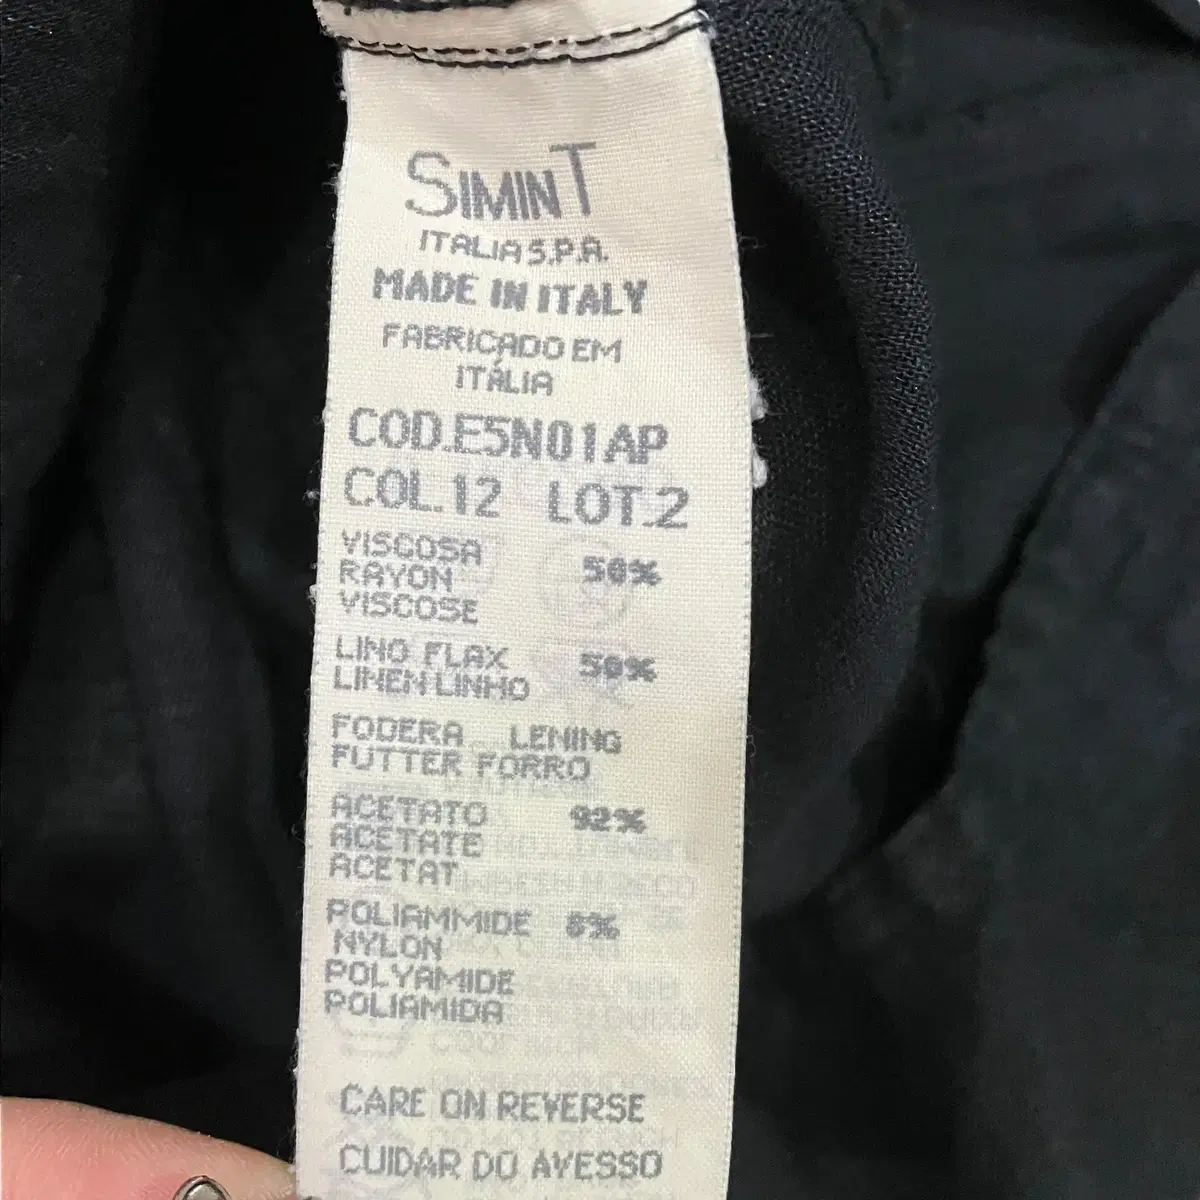 SIMINT
ITALIA S.P.A.
MADE IN ITALY
FABRICADO EM
ITÁLIA
COD.E5N01AP
COL.12 LOT.2
VISCOSA
RAYON 50%
VISCOSE
LINO FLAX 50%
LINEN LINHO
FODERA LENING
FUTTER FORRO
ACETATO 92%
ACETATE
ACETAT
POLIAMMIDE 8%
NYLON
POLYAMIDE
POLIAMIDA
CARE ON REVERSE
CUIDAR DO AVESSO